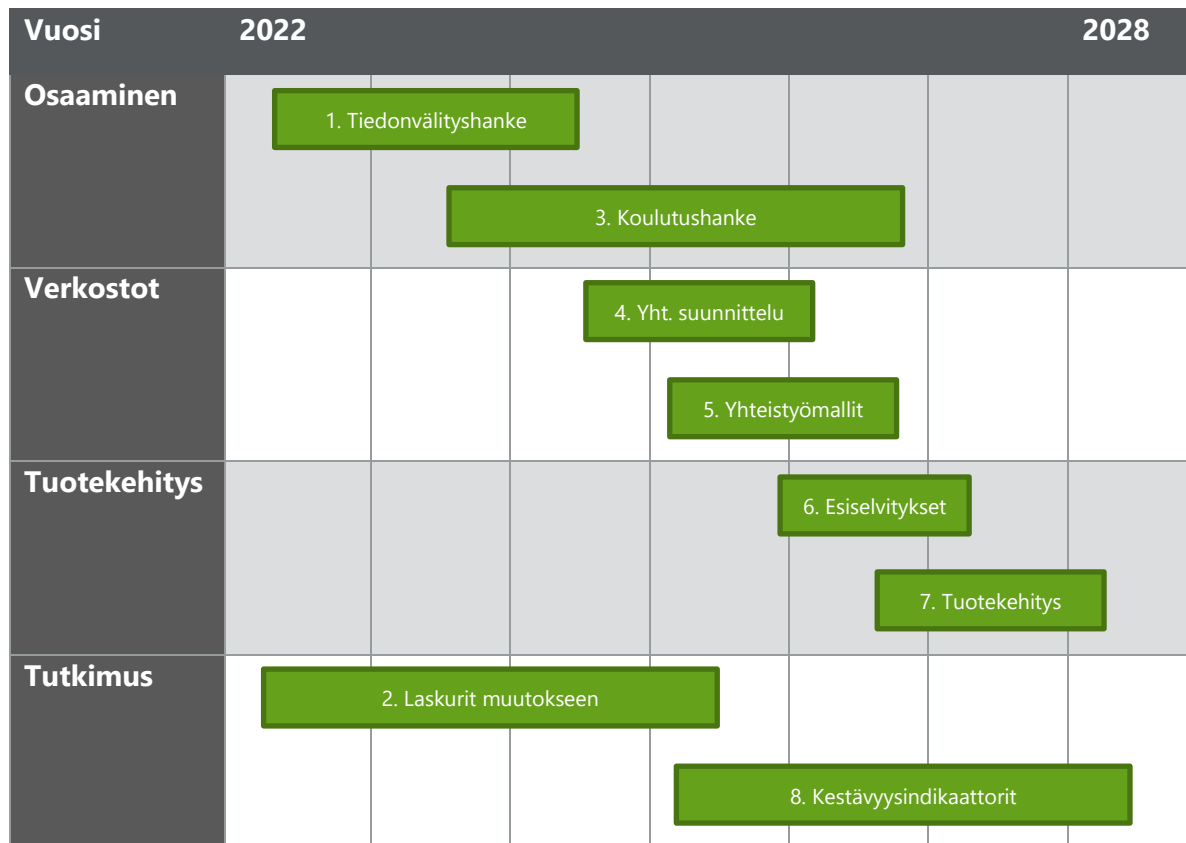 Vuosi 2022 2028
Osaaminen
1. Tiedonvälityshanke
3. Koulutushanke
Verkostot
4. Yht. suunnittelu
5. Yhteistyömallit
Tuotekehitys
6. Esiselvitykset
7. Tuotekehitys
Tutkimus
2. Laskurit muutokseen
8. Kestävyysindikaattorit